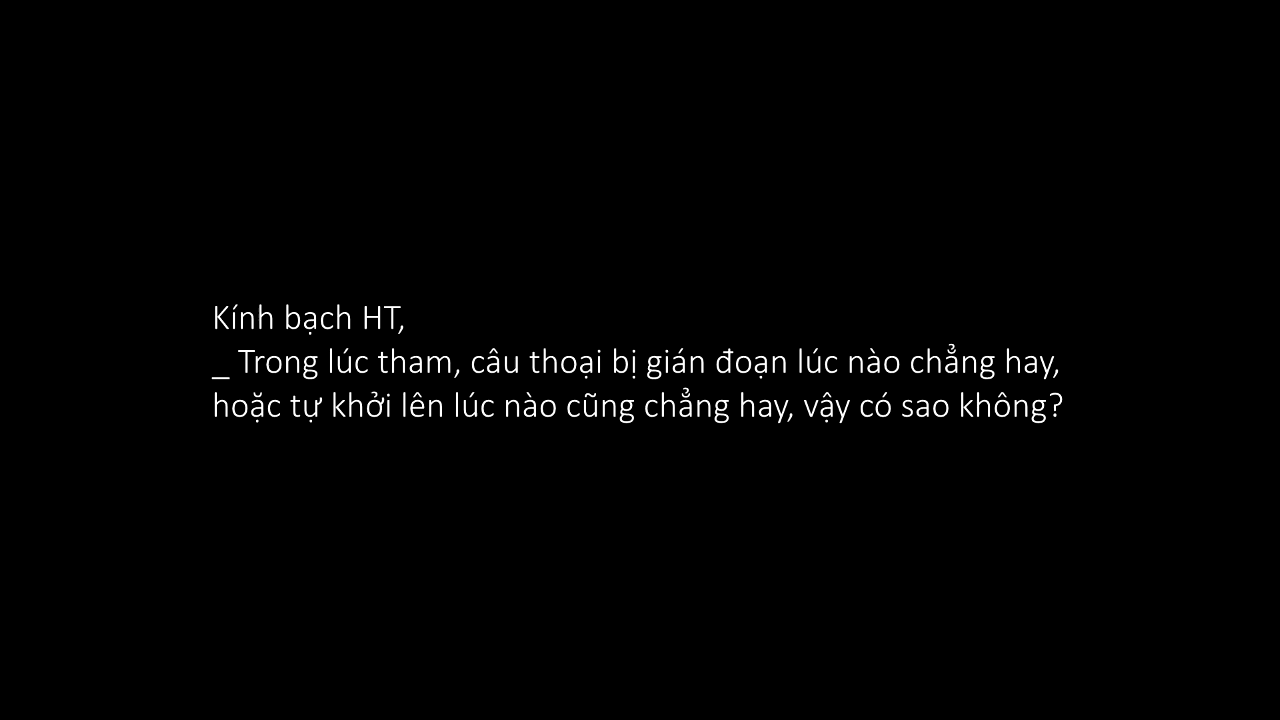 Kính bạch HT,
_ Trong lúc tham, câu thoại bị gián đoạn lúc nào chẳng hay,
hoặc tự khởi lên lúc nào cũng chẳng hay, vậy có sao không?